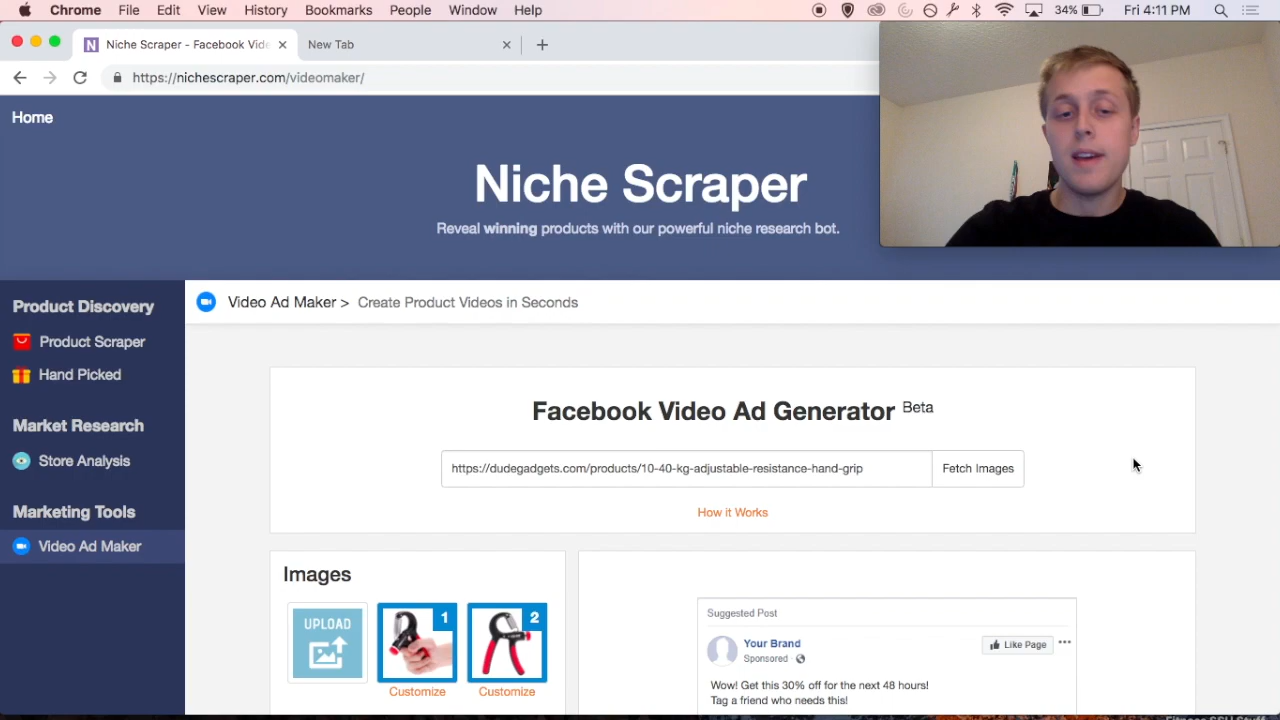 Chrome File Edit View History Bookmarks People Window Help 34% Fri 4:11 PM
N Niche Scraper - Facebook Vide New Tab
https://nichescraper.com/videomaker/
Home
Niche Scraper
Reveal winning products with our powerful niche research bot.
Product Discovery
Product Scraper
Hand Picked
Market Research
Store Analysis
Marketing Tools
Video Ad Maker
Video Ad Maker > Create Product Videos in Seconds
Facebook Video Ad Generator Beta
https://dudegadgets.com/products/10-40-kg-adjustable-resistance-hand-grip Fetch Images
How it Works
Images
UPLOAD 1 2
Customize Customize
Suggested Post
Your Brand Like Page
Sponsored
Wow! Get this 30% off for the next 48 hours!
Tag a friend who needs this!